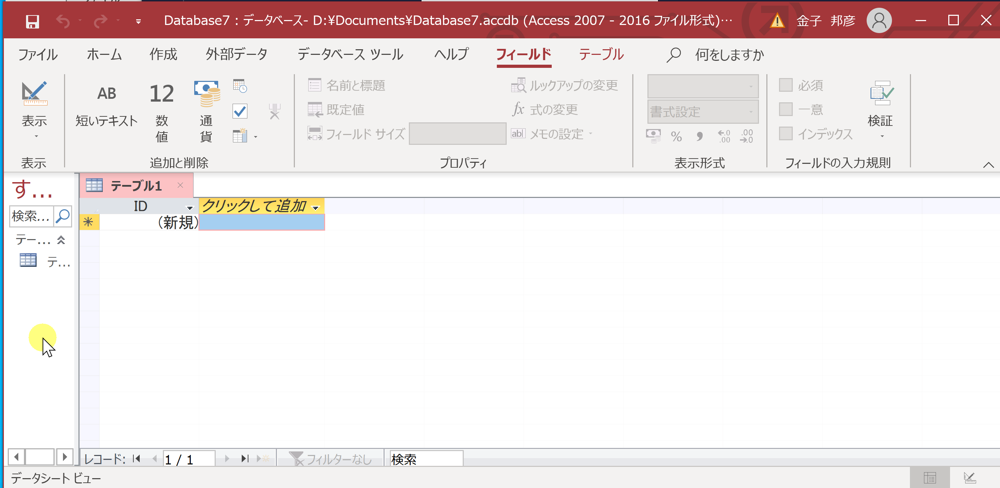 Database7 : データベース- D:¥Documents¥Database7.accdb (Access 2007 - 2016 ファイル形式)…
金子 邦彦
ファイル ホーム 作成 外部データ データベース ツール ヘルプ フィールド テーブル 何をしますか
表示
AB
短いテキスト
12
数値
通貨
名前と標題
既定値
フィールド サイズ
ルックアップの変更
fx 式の変更
ab| メモの設定
書式設定
% , ←.0 .00 .00 →.0
必須
一意
インデックス
検証
表示 追加と削除 プロパティ 表示形式 フィールドの入力規則
す...
検索...
テー...
テ...
テーブル1
ID クリックして追加
(新規)
レコード: 1 / 1 フィルターなし 検索
データシート ビュー